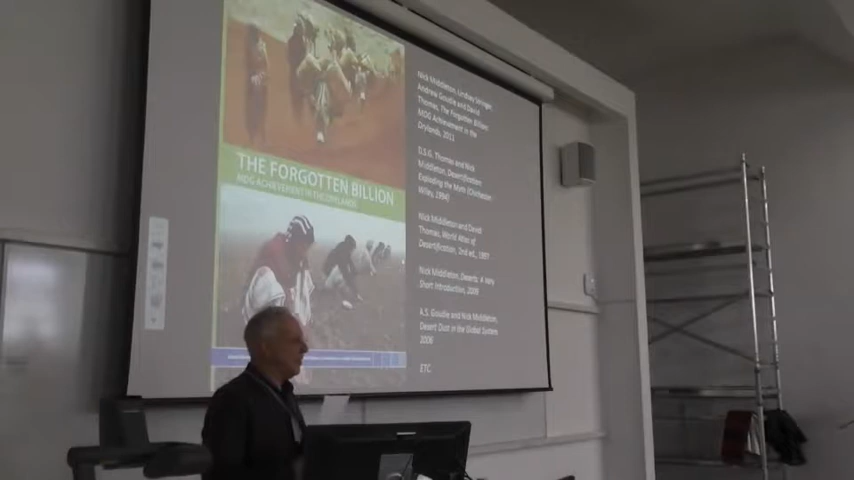 THE FORGOTTEN BILLION
MDG ACHIEVEMENT IN THE DRYLANDS
Nick Middleton, Lindsay Stringer,
Andrew Goudie and David
Thomas, The Forgotten Billion
MDG Achievement in the
Drylands, 2011
D.S.G. Thomas and Nick
Middleton, Desertification:
Exploding the Myth (Chichester:
Wiley, 1994)
Nick Middleton and David
Thomas, World Atlas of
Desertification, 2nd ed., 1997
Nick Middleton, Deserts: A Very
Short Introduction, 2009
A.S. Goudie and Nick Middleton,
Desert Dust in the Global System,
2006
ETC.